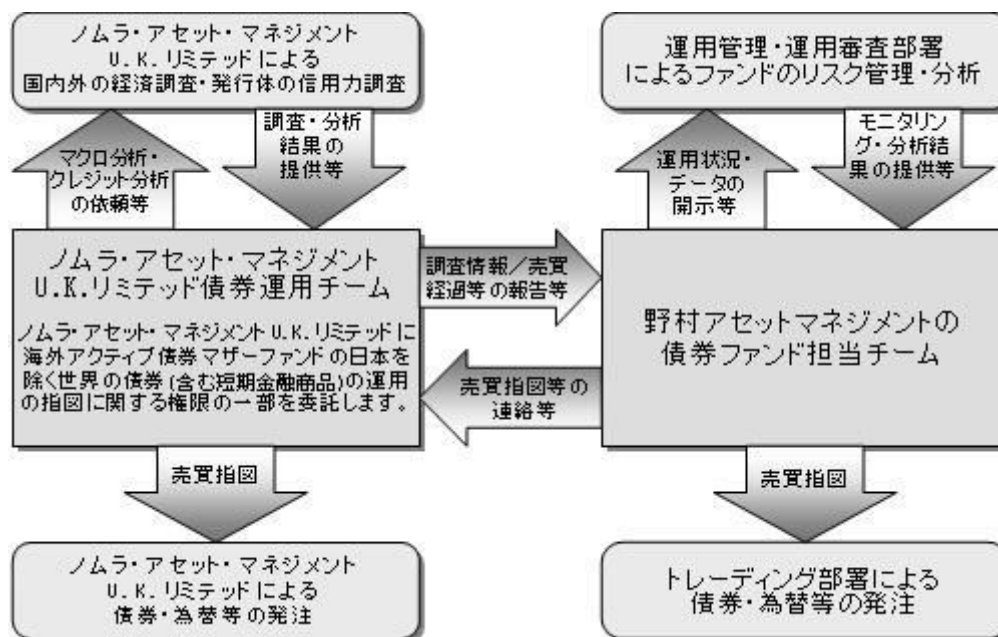 ノムラ・アセット・マネジメント
U.K.リミテッドによる
国内外の経済調査・発行体の信用力調査
運用管理・運用審査部署
によるファンドのリスク管理・分析
マクロ分析・
クレジット分析
の依頼等
調査・分析
結果の
提供等
運用状況・
データの
開示等
モニタリン
グ・分析結
果の提供等
ノムラ・アセット・マネジメント
U.K.リミテッド債券運用チーム
ノムラ・アセット・マネジメントU.K.リミテッドに
海外アクティブ債券マザーファンドの日本を
除く世界の債券(含む短期金融商品)の運用
の指図に関する権限の一部を委託します。
調査情報/売買
経過等の報告等
売買指図等の
連絡等
野村アセットマネジメントの
債券ファンド担当チーム
売買指図
売買指図
ノムラ・アセット・マネジメント
U.K.リミテッドによる
債券・為替等の発注
トレーディング部署による
債券・為替等の発注